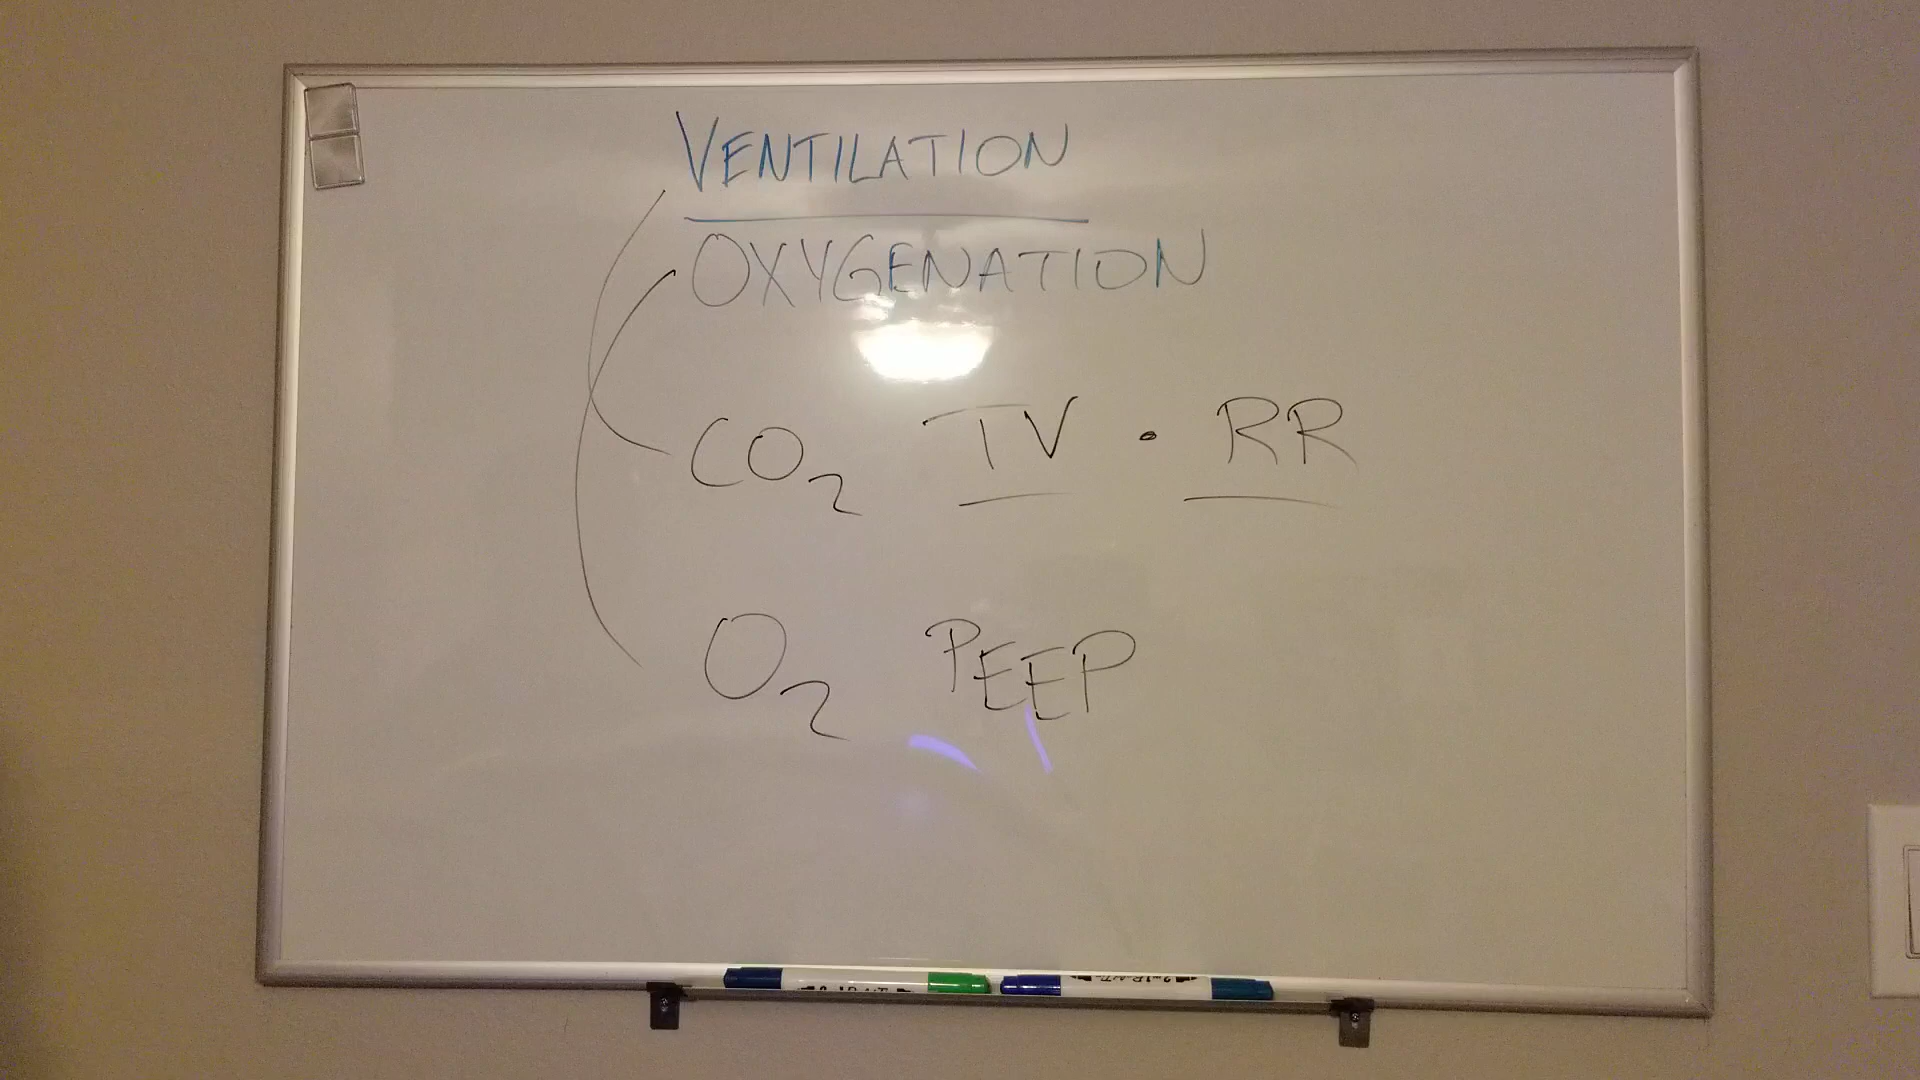 VENTILATION
OXYGENATION
CO₂ TV • RR
O₂ PEEP